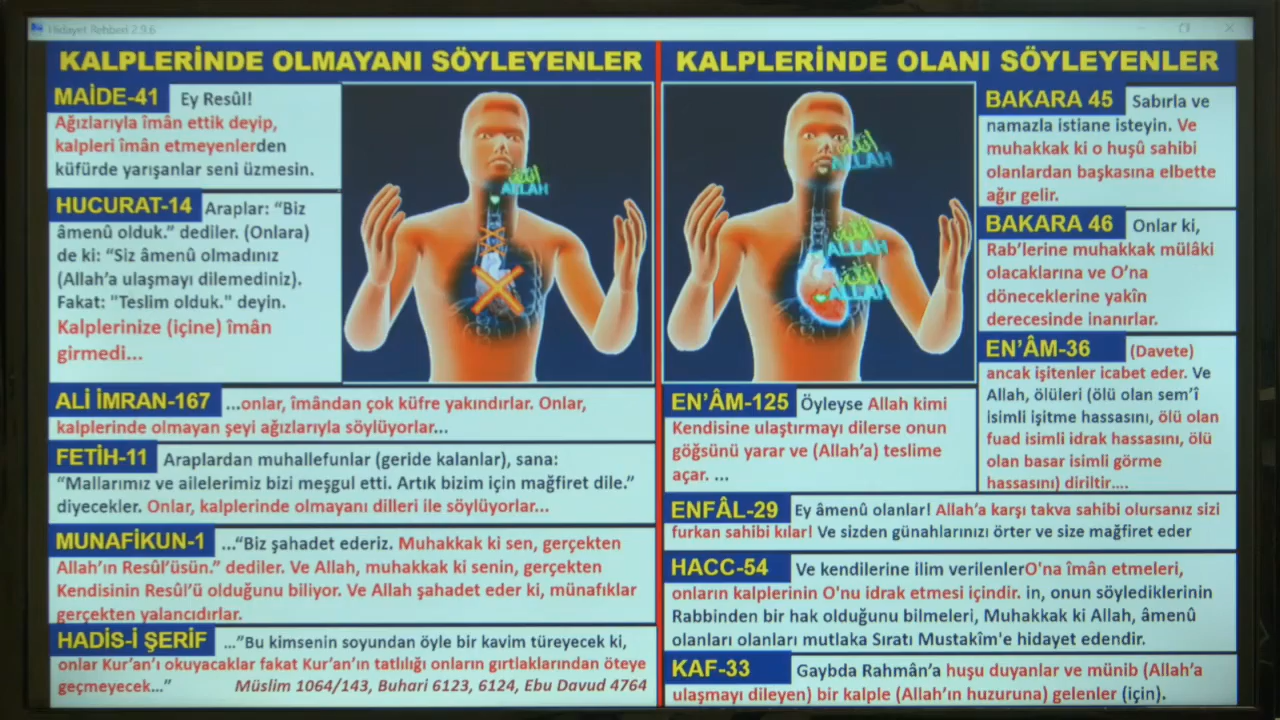 Hidayet Rehberi 2.9.6
KALPLERİNDE OLMAYANI SÖYLEYENLER
MAİDE-41 Ey Resûl!
Ağızlarıyla îmân ettik deyip,
kalpleri îmân etmeyenlerden
küfürde yarışanlar seni üzmesin.
HUCURAT-14 Araplar: “Biz
âmenû olduk.” dediler. (Onlara)
de ki: “Siz âmenû olmadınız
(Allah’a ulaşmayı dilemediniz).
Fakat: "Teslim olduk." deyin.
Kalplerinize (içine) îmân
girmedi...
ALLAH
ALİ İMRAN-167 ...onlar, îmândan çok küfre yakındırlar. Onlar,
kalplerinde olmayan şeyi ağızlarıyla söylüyorlar...
FETİH-11 Araplardan muhallefunlar (geride kalanlar), sana:
“Mallarımız ve ailelerimiz bizi meşgul etti. Artık bizim için mağfiret dile.”
diyecekler. Onlar, kalplerinde olmayanı dilleri ile söylüyorlar...
MUNAFİKUN-1 ...“Biz şahadet ederiz. Muhakkak ki sen, gerçekten
Allah’ın Resûl’üsün.” dediler. Ve Allah, muhakkak ki senin, gerçekten
Kendisinin Resûl’ü olduğunu biliyor. Ve Allah şahadet eder ki, münafıklar
gerçekten yalancıdırlar.
HADİS-İ ŞERİF ...”Bu kimsenin soyundan öyle bir kavim türeyecek ki,
onlar Kur’an’ı okuyacaklar fakat Kur’an’ın tatlılığı onların gırtlaklarından öteye
geçmeyecek...” Müslim 1064/143, Buhari 6123, 6124, Ebu Davud 4764
KALPLERİNDE OLANI SÖYLEYENLER
ALLAH
ALLAH
ALLAH
BAKARA 45 Sabırla ve
namazla istiane isteyin. Ve
muhakkak ki o huşû sahibi
olanlardan başkasına elbette
ağır gelir.
BAKARA 46 Onlar ki,
Rab’lerine muhakkak mülâki
olacaklarına ve O’na
döneceklerine yakîn
derecesinde inanırlar.
EN’ÂM-36 (Davete)
ancak işitenler icabet eder. Ve
Allah, ölüleri (ölü olan sem’î
isimli işitme hassasını, ölü olan
fuad isimli idrak hassasını, ölü
olan basar isimli görme
hassasını) diriltir....
EN’ÂM-125 Öyleyse Allah kimi
Kendisine ulaştırmayı dilerse onun
göğsünü yarar ve (Allah’a) teslime
açar. ...
ENFÂL-29 Ey âmenû olanlar! Allah’a karşı takva sahibi olursanız sizi
furkan sahibi kılar! Ve sizden günahlarınızı örter ve size mağfiret eder
HACC-54 Ve kendilerine ilim verilenlerO'na îmân etmeleri,
onların kalplerinin O'nu idrak etmesi içindir. in, onun söylediklerinin
Rabbinden bir hak olduğunu bilmeleri, Muhakkak ki Allah, âmenû
olanları olanları mutlaka Sıratı Mustakîm'e hidayet edendir.
KAF-33 Gaybda Rahmân’a huşu duyanlar ve münib (Allah’a
ulaşmayı dileyen) bir kalple (Allah’ın huzuruna) gelenler (için).